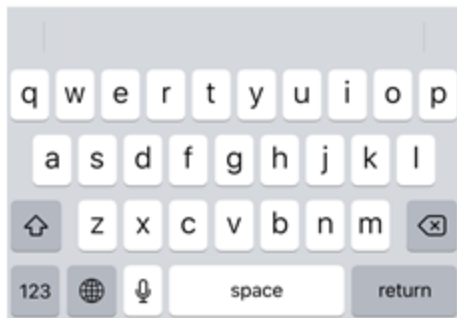 q w e r t y u i o p
a s d f g h j k l
z x c v b n m
123 space return